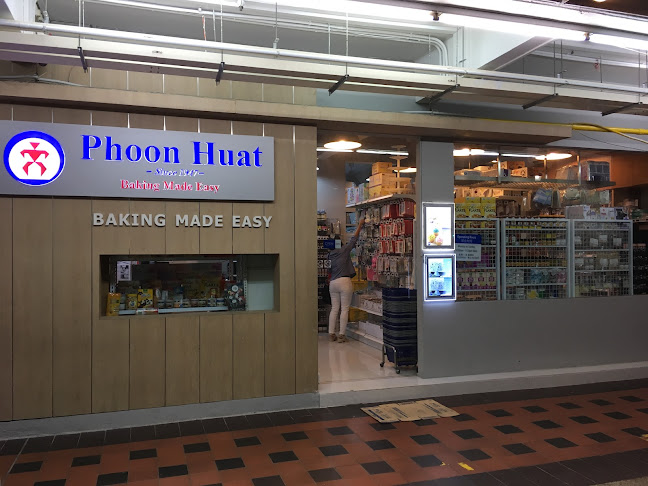 Phoon Huat
~ Since 1947 ~
Baking Made Easy
BAKING MADE EASY